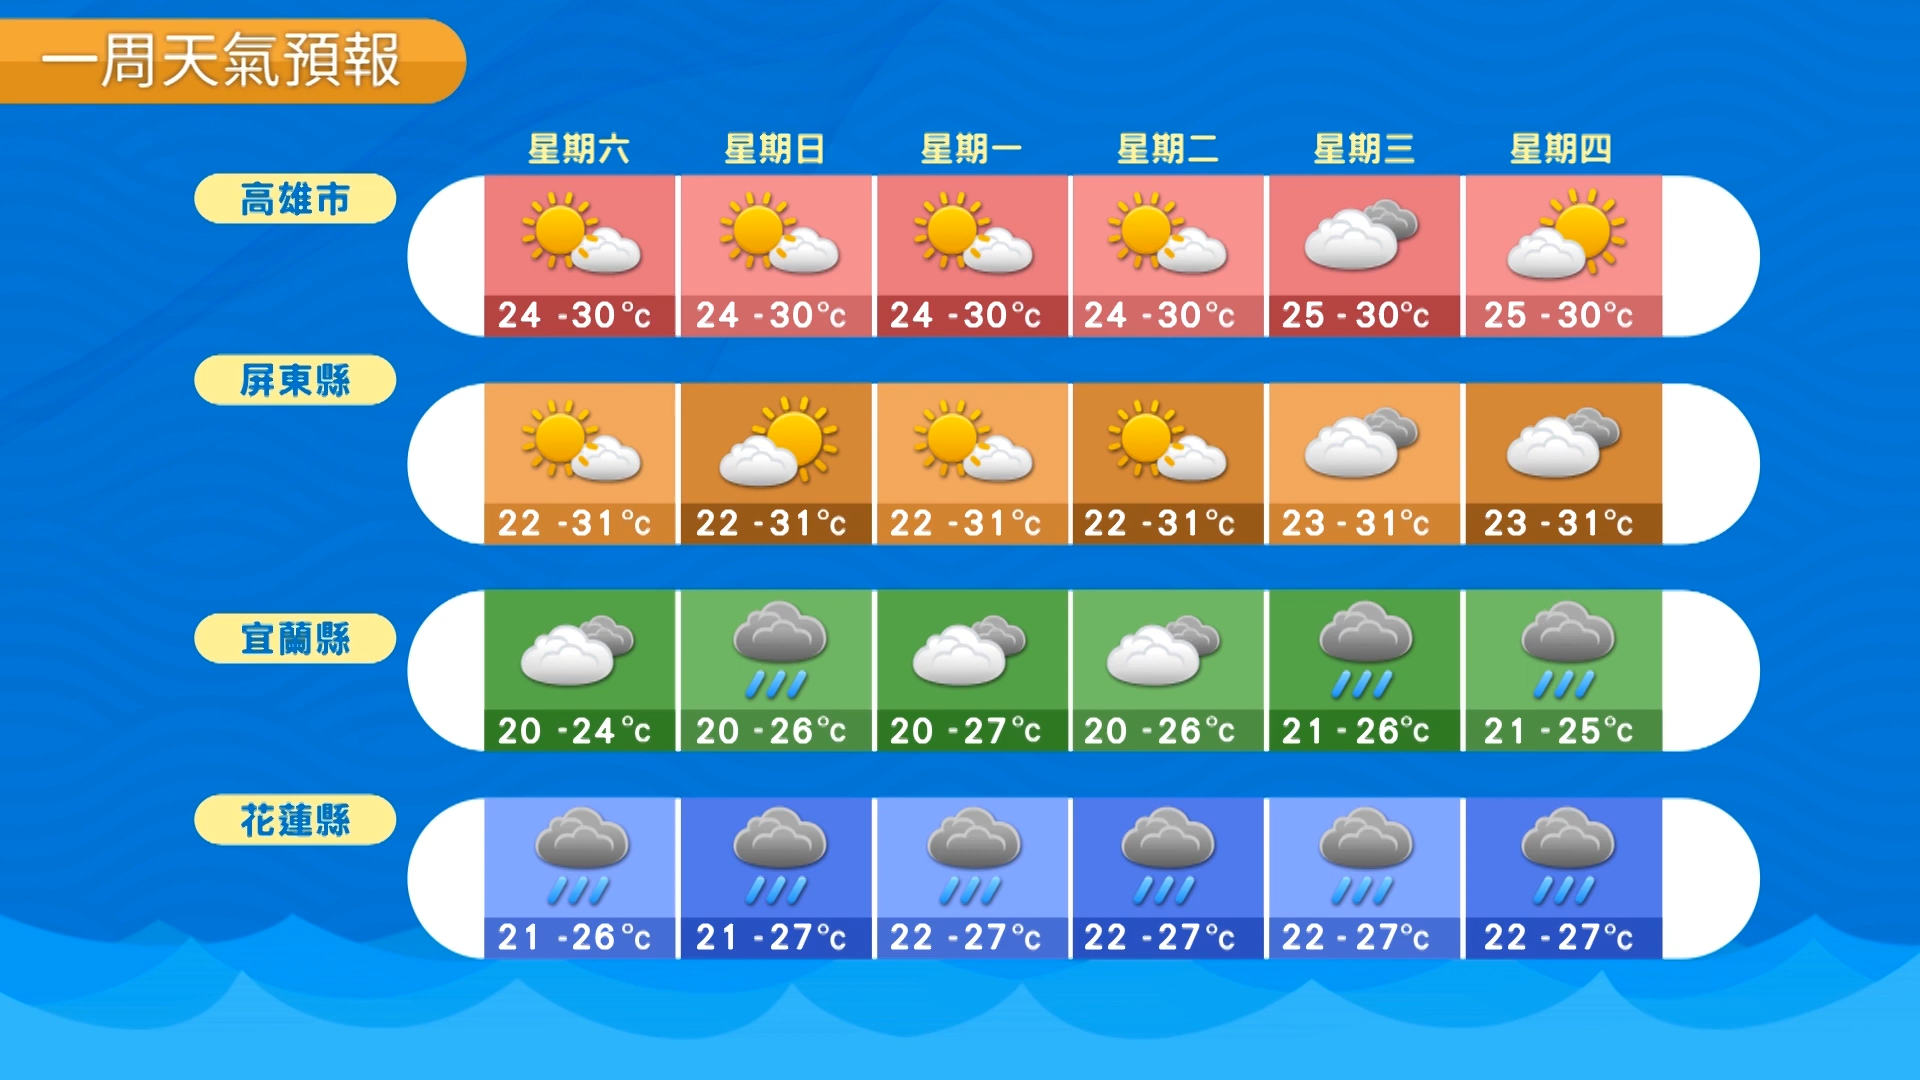 一周天氣預報
星期六 星期日 星期一 星期二 星期三 星期四
高雄市
24 -30°C 24 -30°C 24 -30°C 24 -30°C 25 - 30°C 25 - 30°C
屏東縣
22 -31°C 22 -31°C 22 -31°C 22 -31°C 23 - 31°C 23 - 31°C
宜蘭縣
20 -24°C 20 -26°C 20 -27°C 20 -26°C 21 - 26°C 21 - 25°C
花蓮縣
21 -26°C 21 -27°C 22 -27°C 22 -27°C 22 - 27°C 22 - 27°C